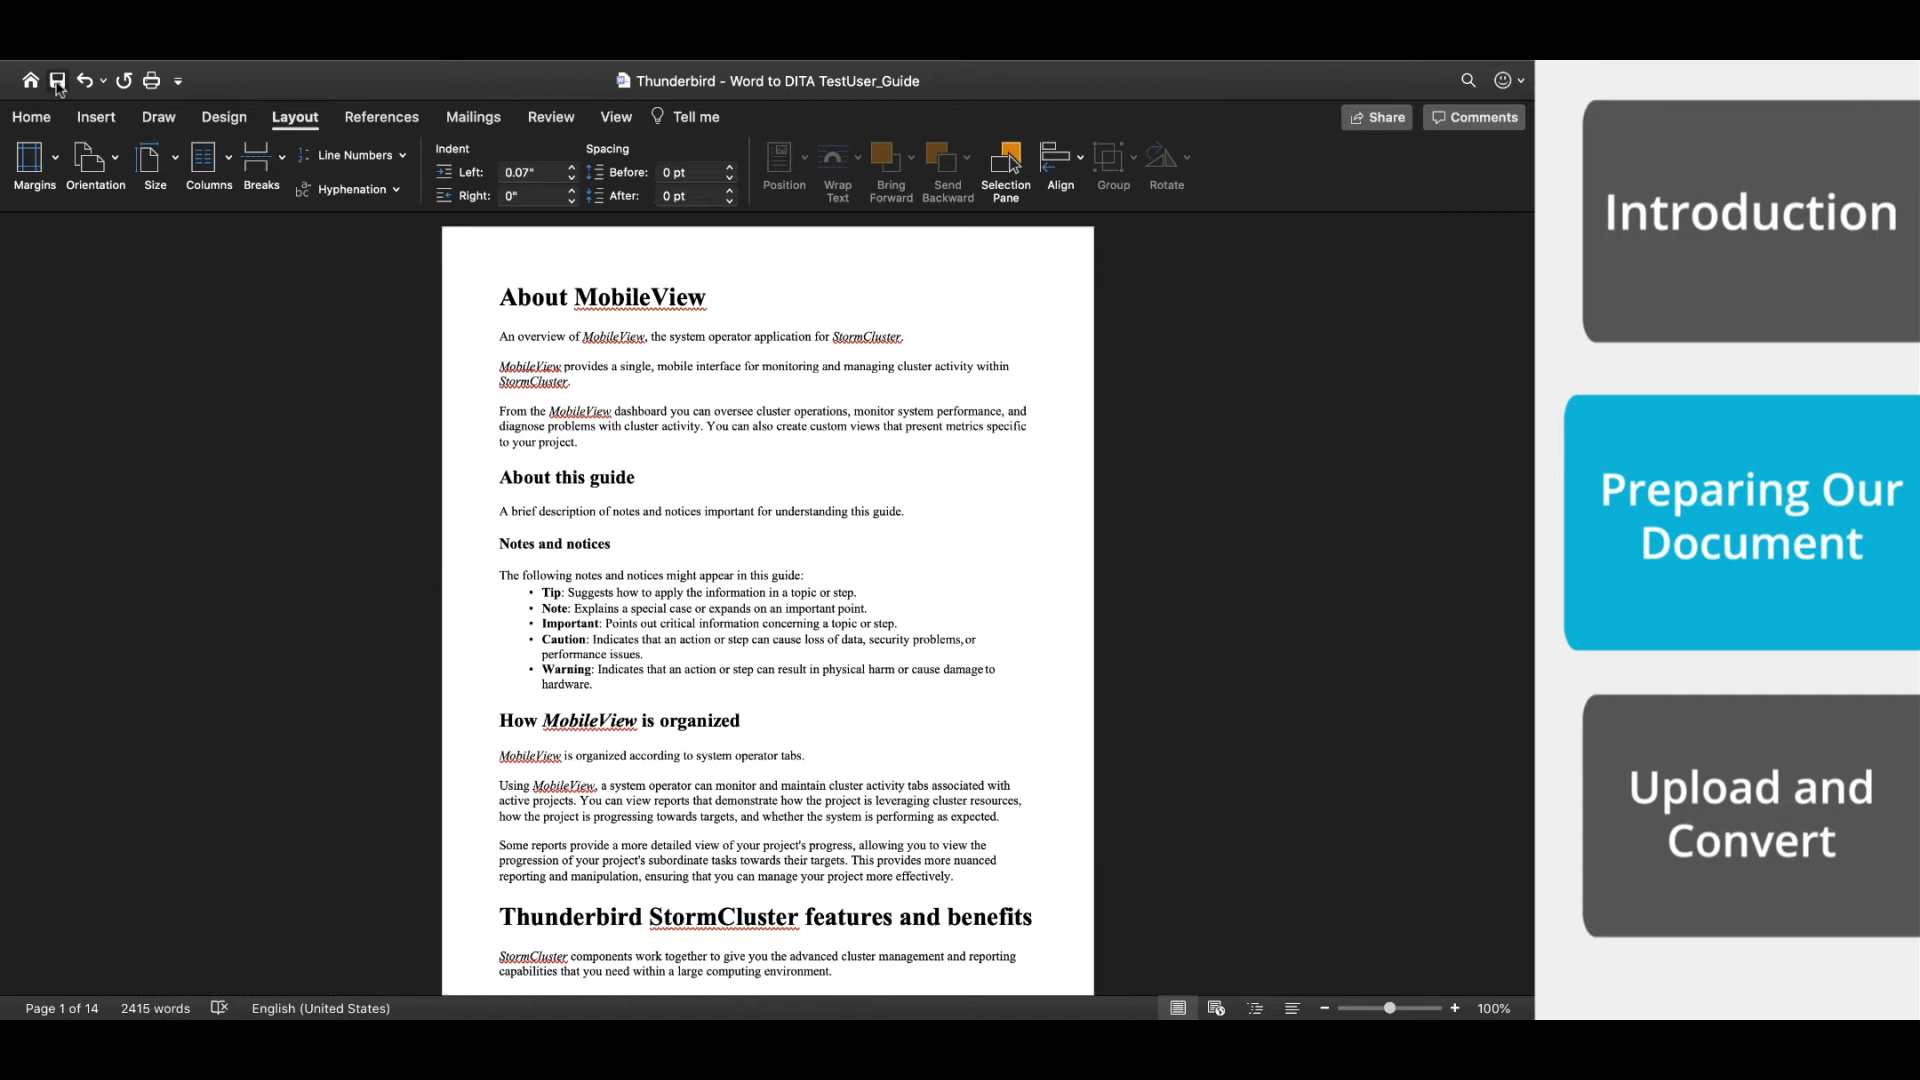 Thunderbird - Word to DITA TestUser_Guide
Home Insert Draw Design Layout References Mailings Review View Tell me Share Comments
Margins Orientation Size Columns Breaks
Line Numbers
Hyphenation
Indent Spacing
Left: 0.07" Before: 0 pt
Right: 0" After: 0 pt
Position
Wrap
Text
Bring
Forward
Send
Backward
Selection
Pane
Align
Group
Rotate
About MobileView
An overview of MobileView, the system operator application for StormCluster.
MobileView provides a single, mobile interface for monitoring and managing cluster activity within
StormCluster.
From the MobileView dashboard you can oversee cluster operations, monitor system performance, and
diagnose problems with cluster activity. You can also create custom views that present metrics specific
to your project.
About this guide
A brief description of notes and notices important for understanding this guide.
Notes and notices
The following notes and notices might appear in this guide:
• Tip: Suggests how to apply the information in a topic or step.
• Note: Explains a special case or expands on an important point.
• Important: Points out critical information concerning a topic or step.
• Caution: Indicates that an action or step can cause loss of data, security problems, or
performance issues.
• Warning: Indicates that an action or step can result in physical harm or cause damage to
hardware.
How MobileView is organized
MobileView is organized according to system operator tabs.
Using MobileView, a system operator can monitor and maintain cluster activity tabs associated with
active projects. You can view reports that demonstrate how the project is leveraging cluster resources,
how the project is progressing towards targets, and whether the system is performing as expected.
Some reports provide a more detailed view of your project's progress, allowing you to view the
progression of your project's subordinate tasks towards their targets. This provides more nuanced
reporting and manipulation, ensuring that you can manage your project more effectively.
Thunderbird StormCluster features and benefits
StormCluster components work together to give you the advanced cluster management and reporting
capabilities that you need within a large computing environment.
Page 1 of 14 2415 words English (United States) 100%
Introduction
Preparing Our
Document
Upload and
Convert